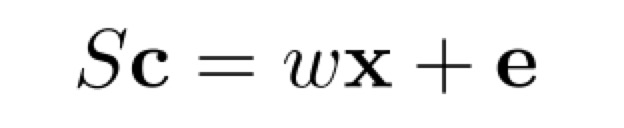 S𝐜 = w𝐱 + 𝐞